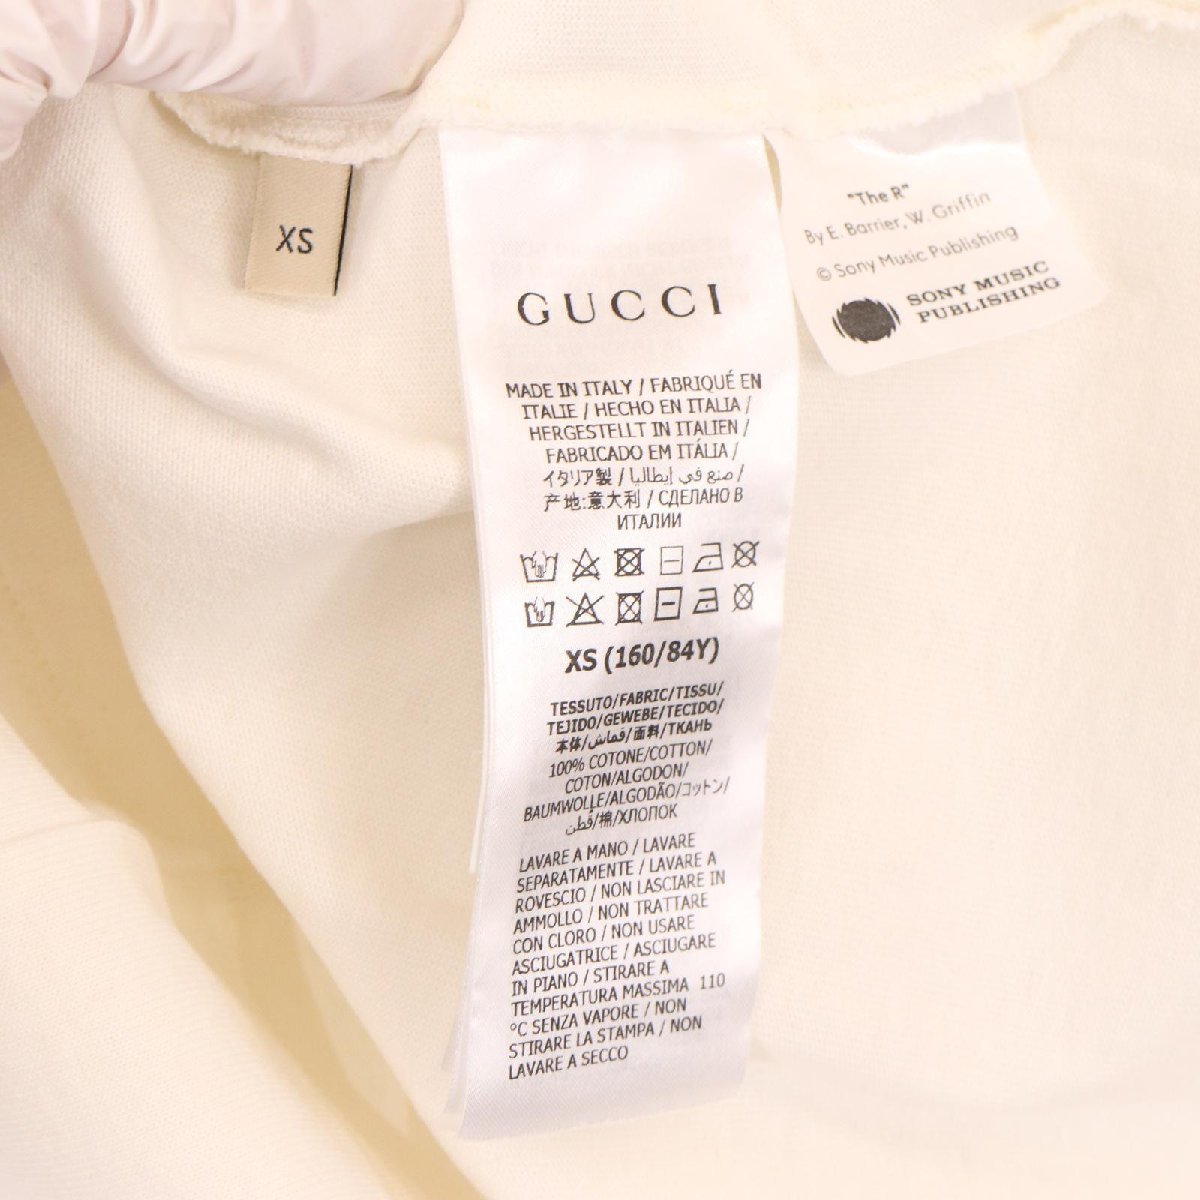 XS
GUCCI
MADE IN ITALY / FABRIQUÉ EN
ITALIE / HECHO EN ITALIA /
HERGESTELLT IN ITALIEN /
FABRICADO EM ITÁLIA /
イタリア製 / صنع في إيطاليا /
产地:意大利 / СДЕЛАНО В
ИТАЛИИ
XS (160/84Y)
TESSUTO/FABRIC/TISSU/
TEJIDO/GEWEBE/TECIDO/
本体/قماش/面料/ТКАНЬ
100% COTONE/COTTON/
COTON/ALGODON/
BAUMWOLLE/ALGODÃO/コットン/
قطن/棉/ХЛОПОК
LAVARE A MANO / LAVARE
SEPARATAMENTE / LAVARE A
ROVESCIO / NON LASCIARE IN
AMMOLLO / NON TRATTARE
CON CLORO / NON USARE
ASCIUGATRICE / ASCIUGARE
IN PIANO / STIRARE A
TEMPERATURA MASSIMA 110
°C SENZA VAPORE / NON
STIRARE LA STAMPA / NON
LAVARE A SECCO
"The R"
By E. Barrier, W. Griffin
© Sony Music Publishing
SONY MUSIC
PUBLISHING